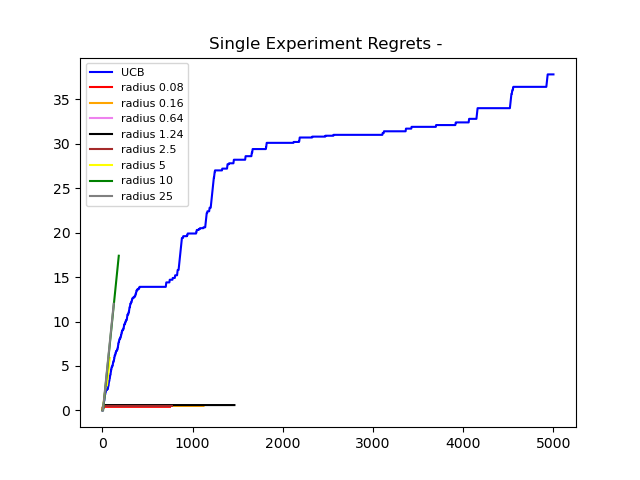 Single Experiment Regrets -
UCB
radius 0.08
radius 0.16
radius 0.64
radius 1.24
radius 2.5
radius 5
radius 10
radius 25
35
30
25
20
15
10
5
0
0 1000 2000 3000 4000 5000